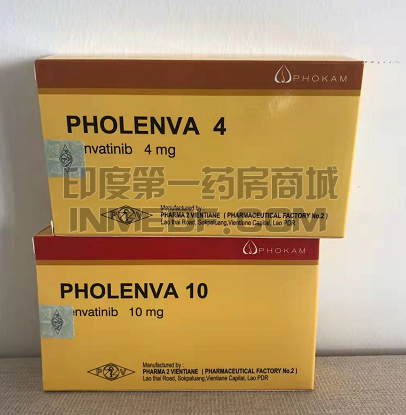 PHOKAM
PHOLENVA 4
envatinib 4 mg
印度第一药房商城
Manufactured by :
PHARMA 2 VIENTIANE ( PHARMACEUTICAL FACTORY No.2 )
Lao thai Road, Sokpaluang, Vientiane Capital, Lao PDR
PHOKAM
PHOLENVA 10
envatinib 10 mg
Manufactured by :
PHARMA 2 VIENTIANE ( PHARMACEUTICAL FACTORY No.2 )
Lao thai Road, Sokpaluang,Vientiane Capital, Lao PDR